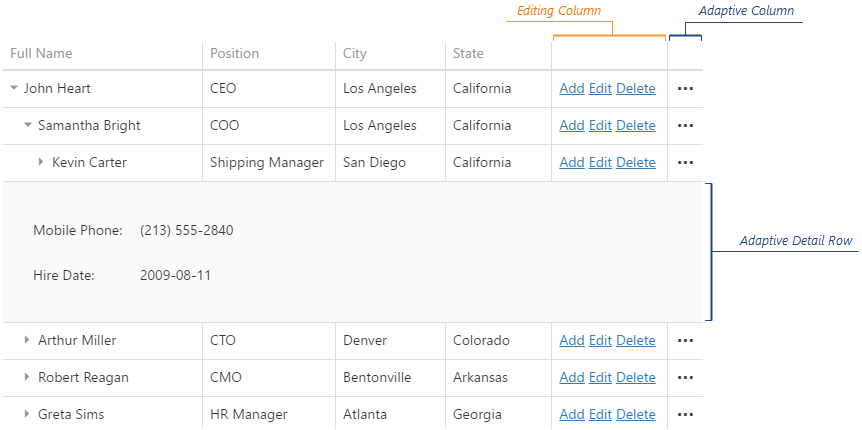 Editing Column Adaptive Column
Full Name Position City State
John Heart CEO Los Angeles California Add Edit Delete ...
Samantha Bright COO Los Angeles California Add Edit Delete ...
Kevin Carter Shipping Manager San Diego California Add Edit Delete ...
Mobile Phone: (213) 555-2840
Adaptive Detail Row
Hire Date: 2009-08-11
Arthur Miller CTO Denver Colorado Add Edit Delete ...
Robert Reagan CMO Bentonville Arkansas Add Edit Delete ...
Greta Sims HR Manager Atlanta Georgia Add Edit Delete ...